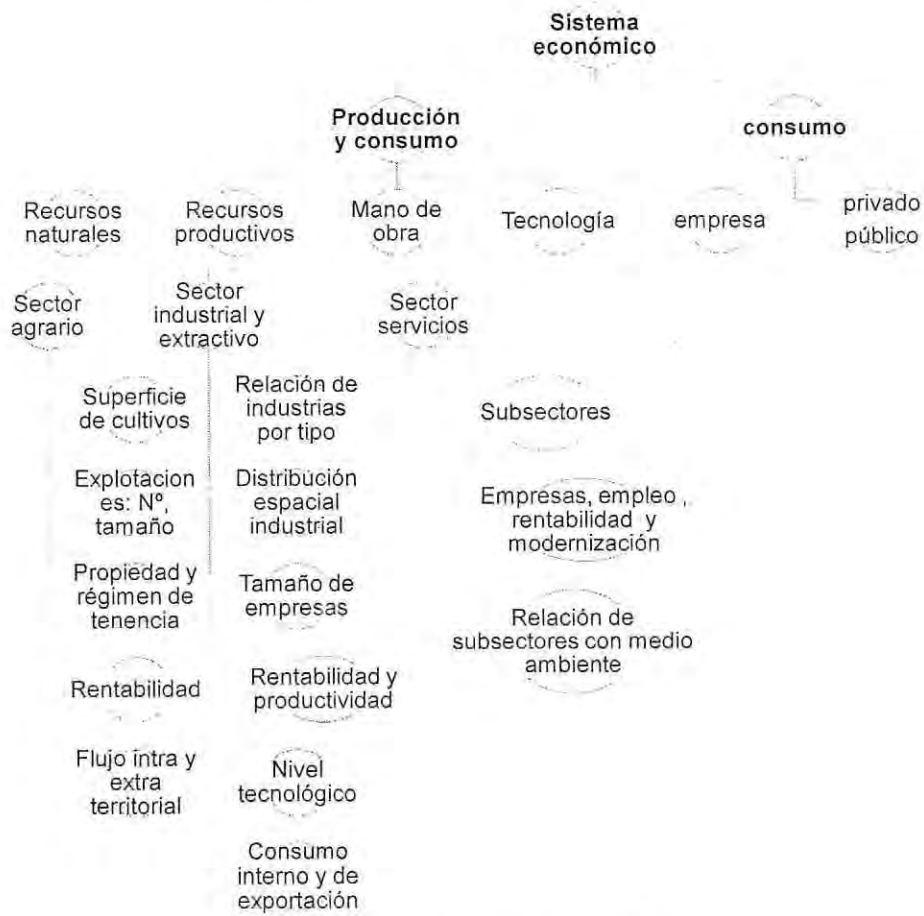 Sistema
económico
Producción
y consumo
consumo
Recursos
naturales
Recursos
productivos
Mano de
obra
Tecnología
empresa
privado
público
Sector
agrario
Sector
industrial y
extractivo
Sector
servicios
Superficie
de cultivos
Relación de
industrias
por tipo
Subsectores
Explotacion
es: Nº,
tamaño
Distribución
espacial
industrial
Empresas, empleo ,
rentabilidad y
modernización
Propiedad y
régimen de
tenencia
Tamaño de
empresas
Relación de
subsectores con medio
ambiente
Rentabilidad
Rentabilidad y
productividad
Flujo intra y
extra
territorial
Nivel
tecnológico
Consumo
interno y de
exportación